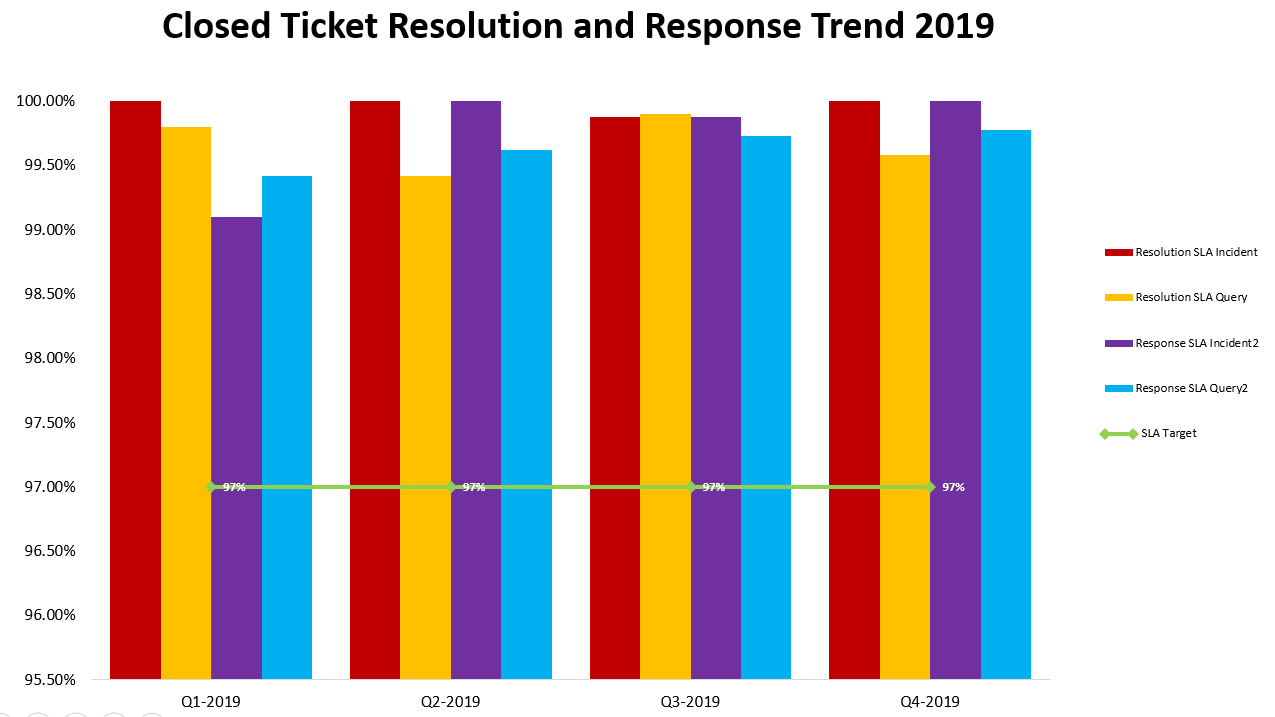 Closed Ticket Resolution and Response Trend 2019
100.00%
99.50%
99.00%
98.50%
98.00%
97.50%
97.00%
96.50%
96.00%
95.50%
97%
97%
97%
97%
Q1-2019
Q2-2019
Q3-2019
Q4-2019
Resolution SLA Incident
Resolution SLA Query
Response SLA Incident2
Response SLA Query2
SLA Target